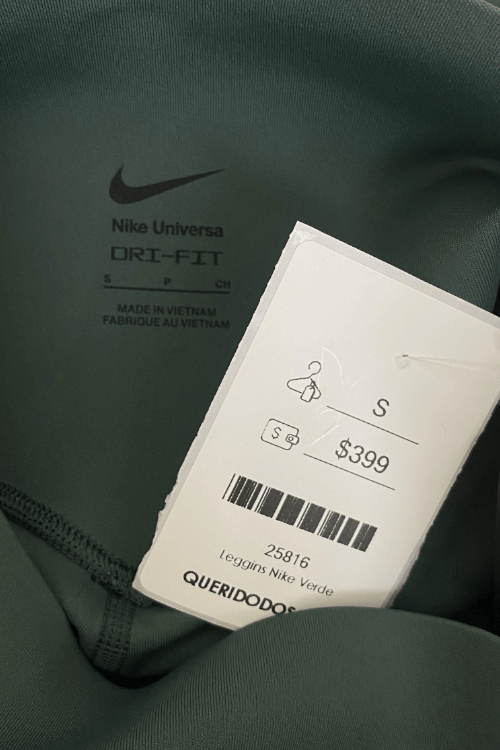 Nike Universa
DRI-FIT
S P CH
MADE IN VIETNAM
FABRIQUE AU VIETNAM
S
$
$399
25816
Leggins Nike Verde
QUERIDODOS